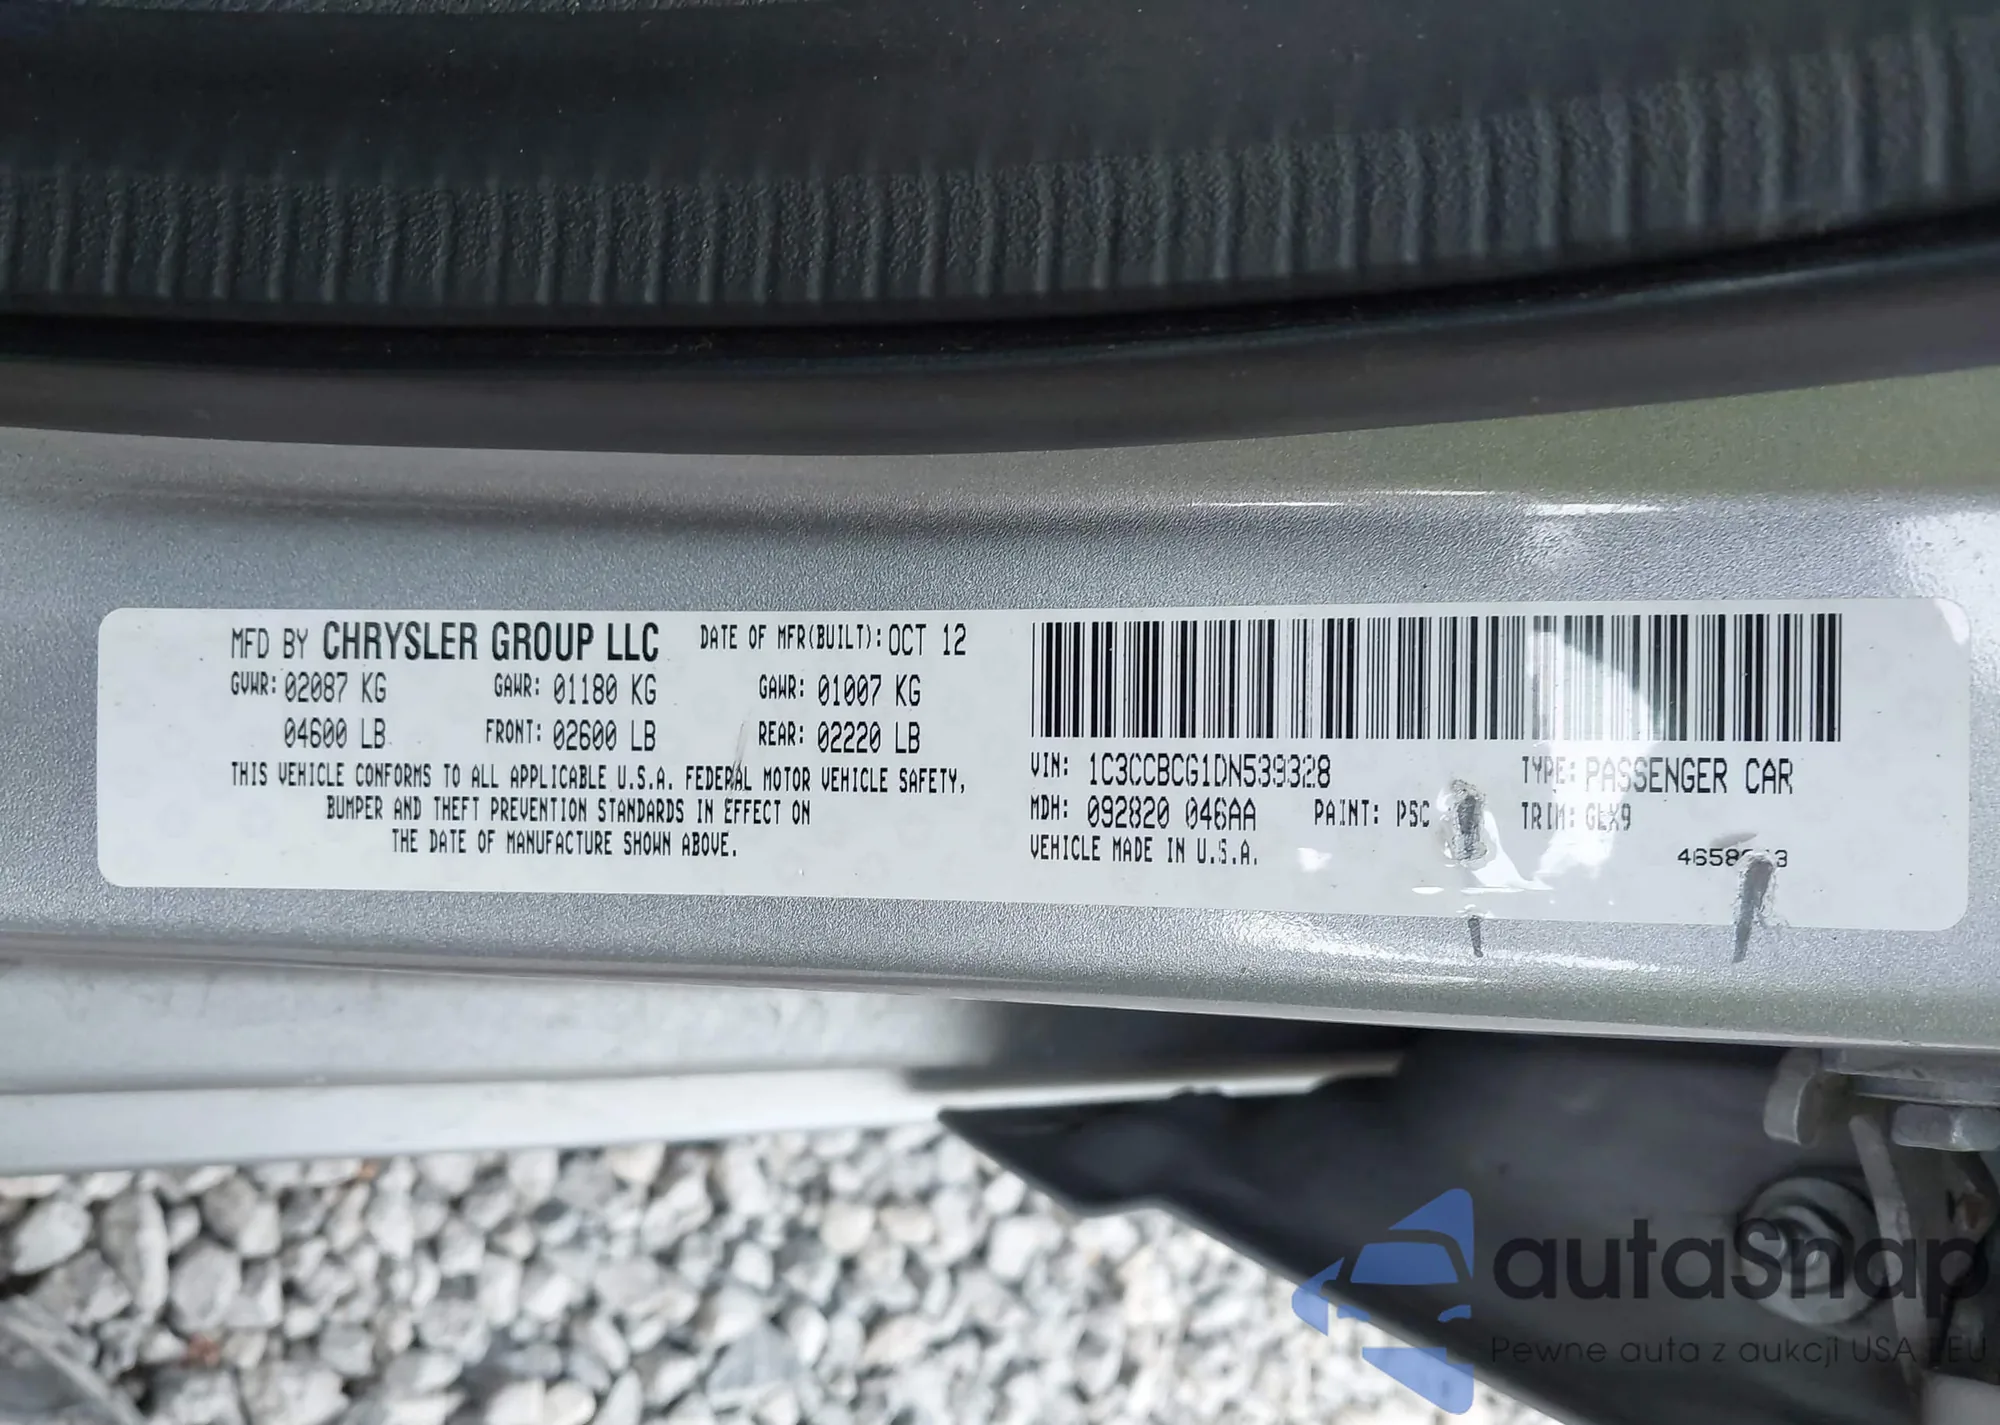 MFD BY CHRYSLER GROUP LLC DATE OF MFR(BUILT): OCT 12
GVWR: 02087 KG GAWR: 01180 KG GAWR: 01007 KG
04600 LB FRONT: 02600 LB REAR: 02220 LB
THIS VEHICLE CONFORMS TO ALL APPLICABLE U.S.A. FEDERAL MOTOR VEHICLE SAFETY,
BUMPER AND THEFT PREVENTION STANDARDS IN EFFECT ON
THE DATE OF MANUFACTURE SHOWN ABOVE.
VIN: 1C3CCBCG1DN539328 TYPE: PASSENGER CAR
MDH: 092820 046AA PAINT: PSC TRIM: GLX9
VEHICLE MADE IN U.S.A.
autaSnap
Pewne auta z aukcji USA i EU